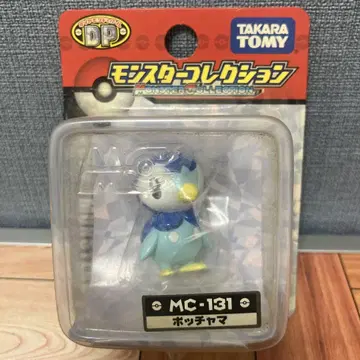 DP
TAKARA TOMY
モンスターコレクション
MONSTER COLLECTION
MC-131
ポッチャマ